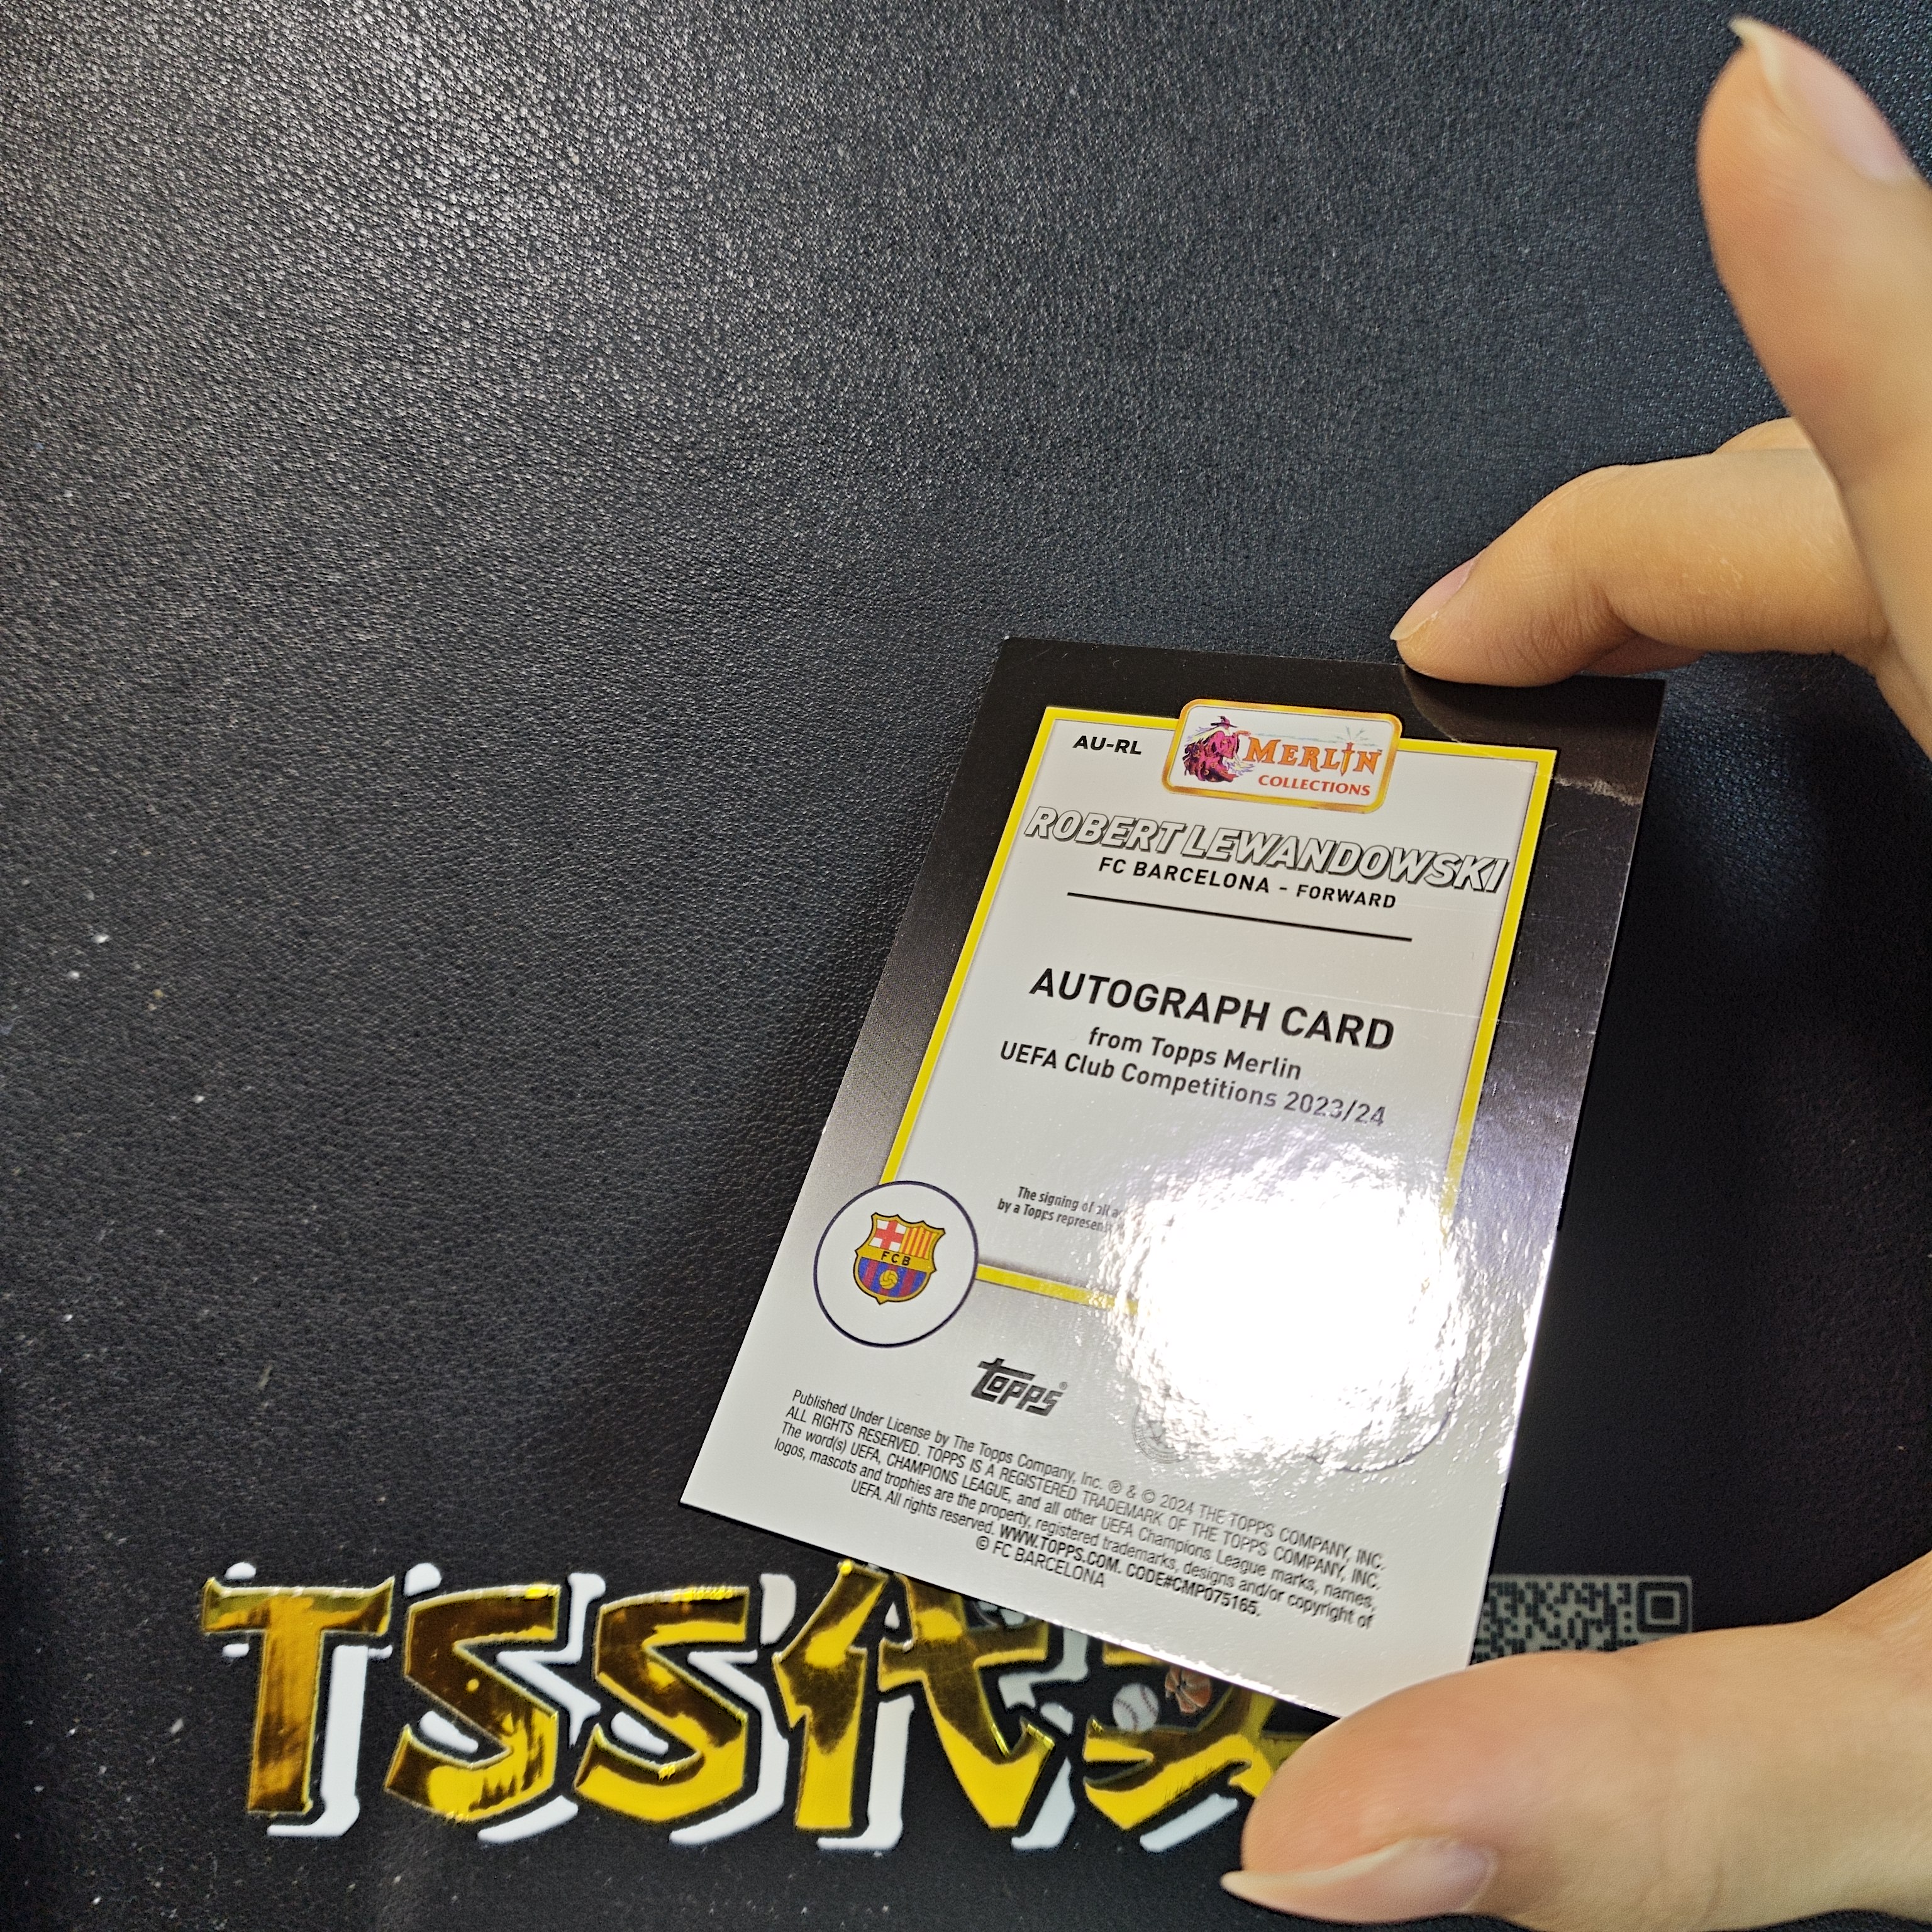 AU-RL
MERLIN
COLLECTIONS
ROBERT LEWANDOWSKI
FC BARCELONA - FORWARD
AUTOGRAPH CARD
from Topps Merlin
UEFA Club Competitions 2023/24
The signing of all
by a Topps
FCB
topps®
Published Under License by The Topps Company, Inc. ® & © 2024 THE TOPPS COMPANY, INC.
ALL RIGHTS RESERVED. TOPPS IS A REGISTERED TRADEMARK OF THE TOPPS COMPANY, INC.
The word(s) UEFA, CHAMPIONS LEAGUE, and all other UEFA Champions League marks, names,
logos, mascots and trophies are the property, registered trademarks, designs and/or copyright of
UEFA. All rights reserved. WWW.TOPPS.COM. CODE#CMP075165.
© FC BARCELONA
TSS